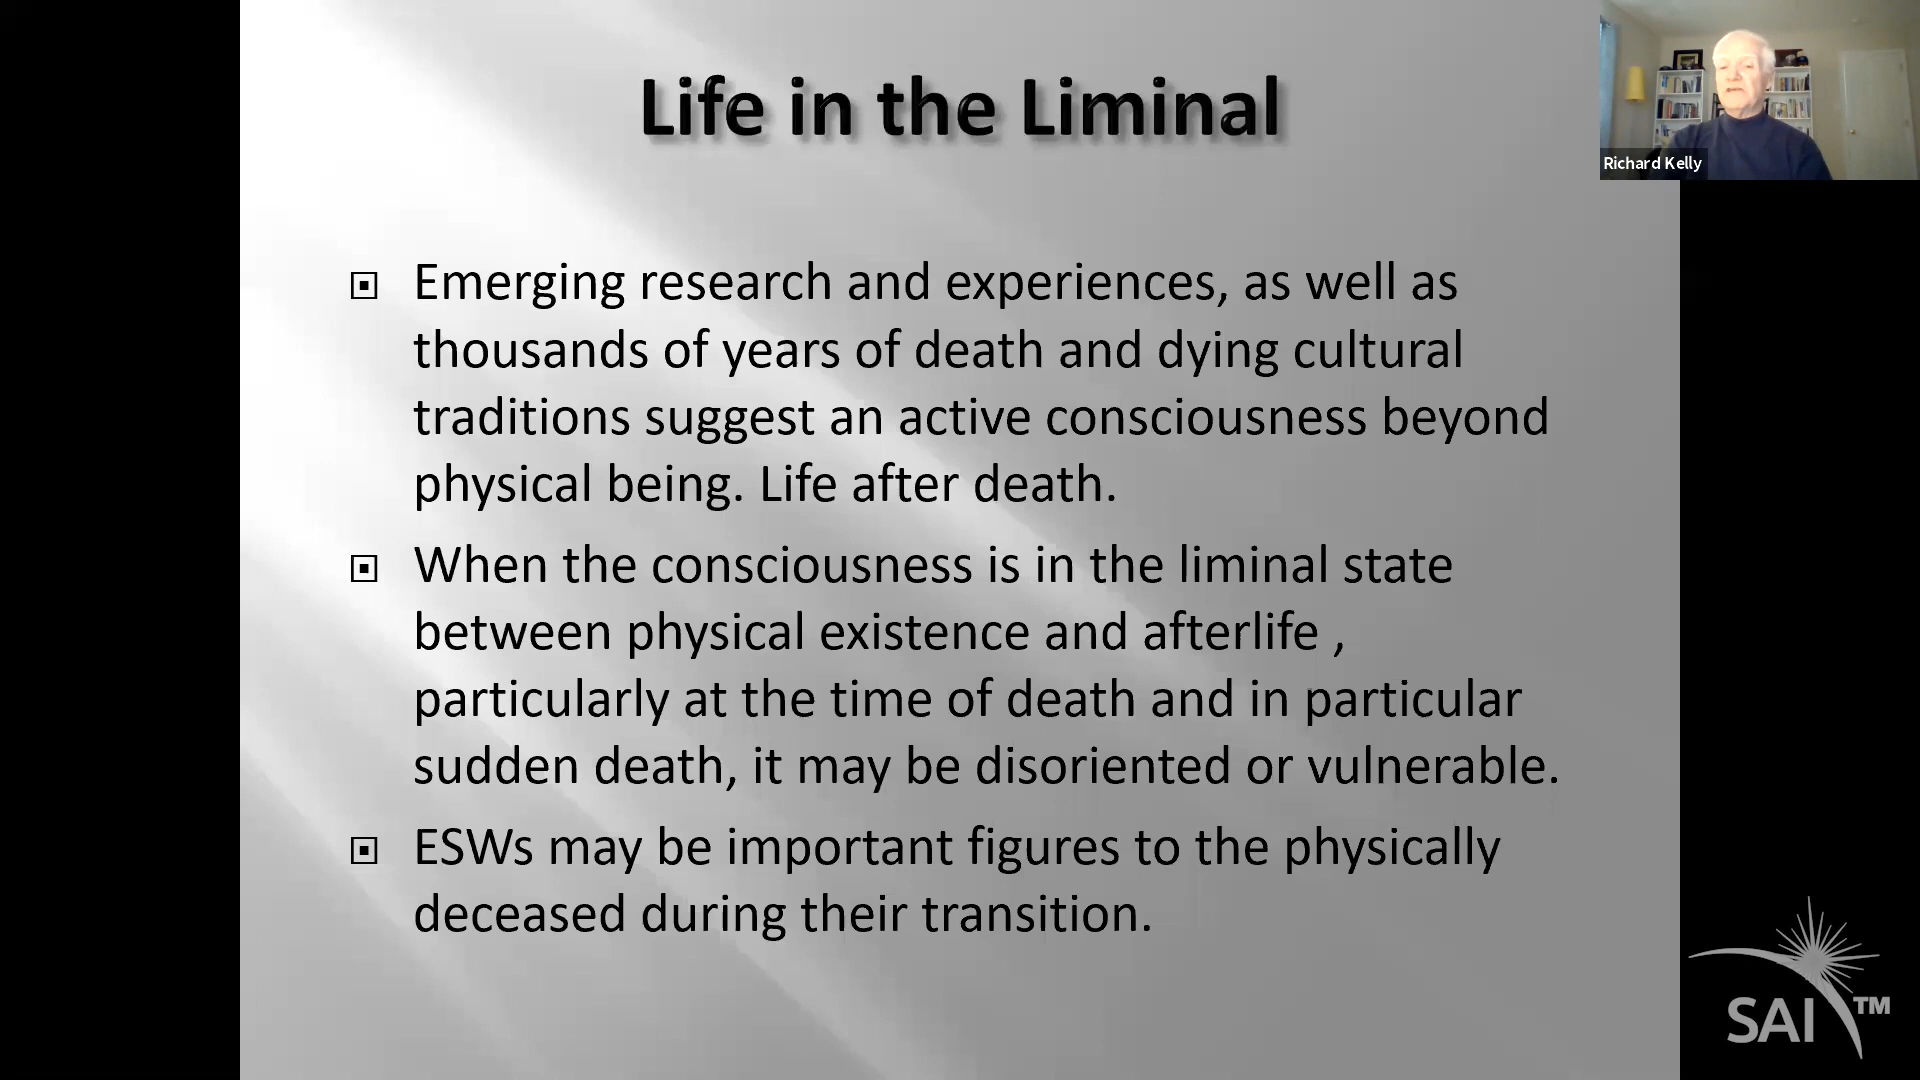 Life in the Liminal
Richard Kelly
Emerging research and experiences, as well as
thousands of years of death and dying cultural
traditions suggest an active consciousness beyond
physical being. Life after death.
When the consciousness is in the liminal state
between physical existence and afterlife ,
particularly at the time of death and in particular
sudden death, it may be disoriented or vulnerable.
ESWs may be important figures to the physically
deceased during their transition.
SAI™